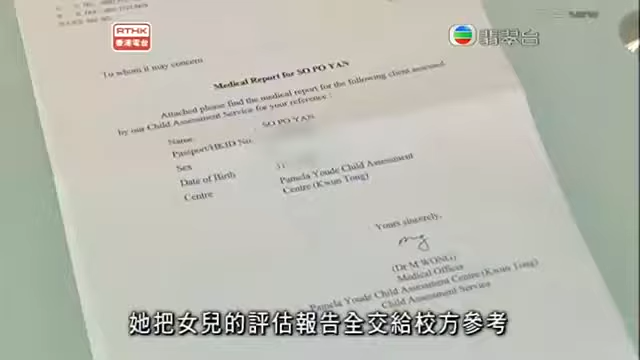 RTHK
香港電台
翡翠台
To whom it may concern
Medical Report for SO PO YAN
Attached please find the medical report for the following client assessed
by our Child Assessment Service for your reference :
Name
SO PO YAN
Passport/HKID No.
Sex
Date of Birth
Centre
Pamela Youde Child Assessment
Centre (Kwun Tong)
Yours sincerely,
(Dr M WONG)
Medical Officer
Pamela Youde Child Assessment Centre (Kwun Tong)
Child Assessment Service
她把女兒的評估報告全交給校方參考